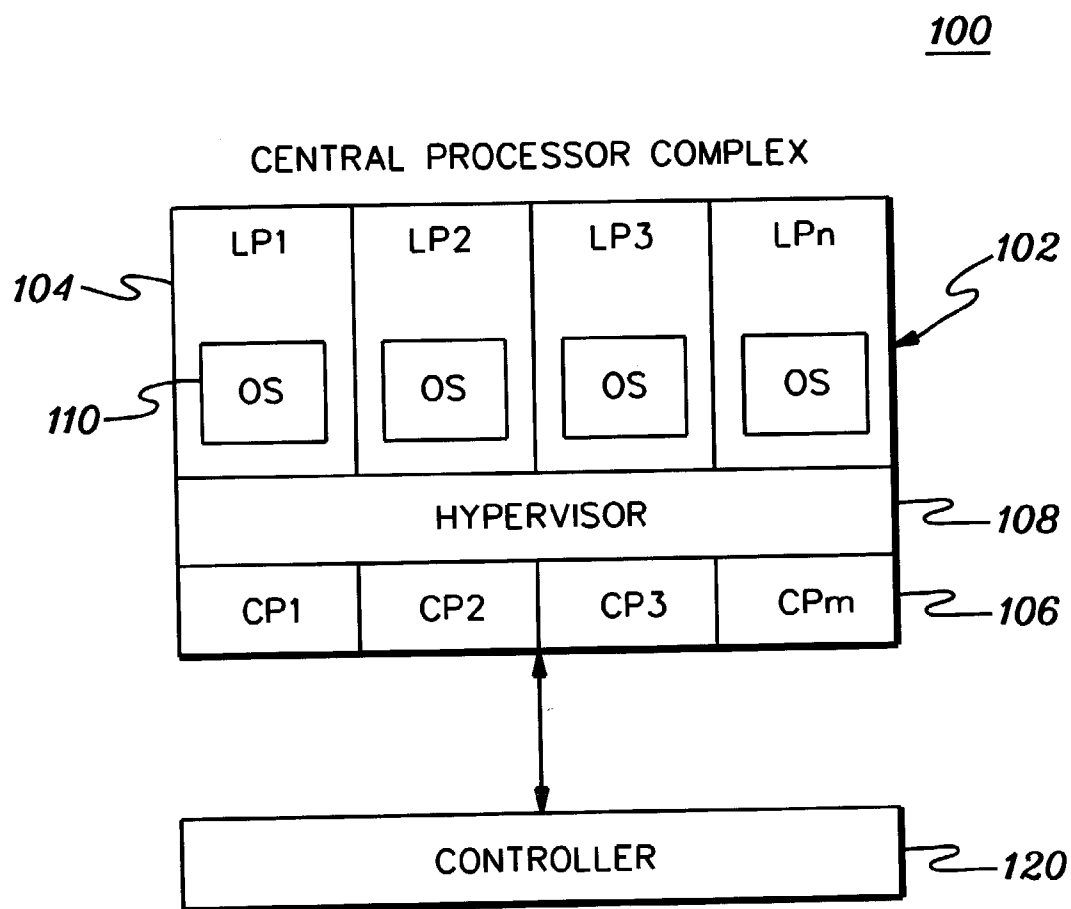 100
CENTRAL PROCESSOR COMPLEX
LP1 LP2 LP3 LPn
102
104
OS OS OS OS
110
HYPERVISOR
108
CP1 CP2 CP3 CPm
106
CONTROLLER
120